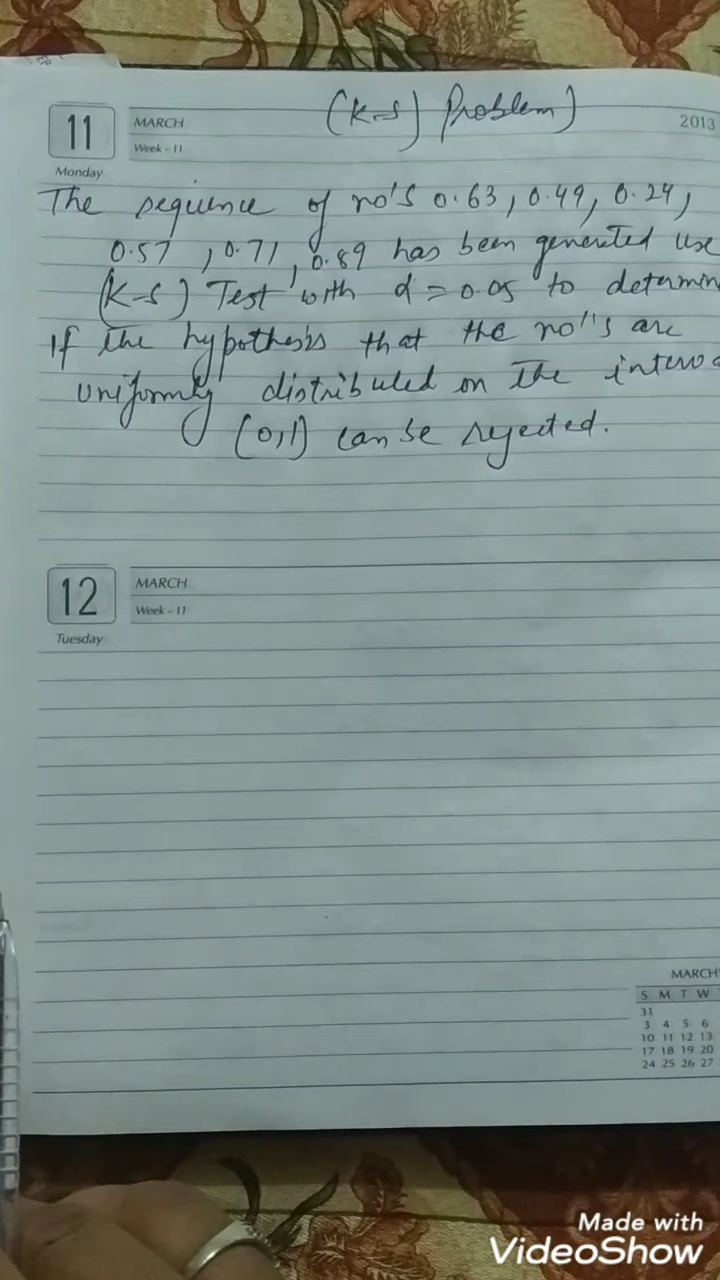 (K-S) Problem)
11 MARCH 2013
Week - 11
Monday
The sequence of no's 0.63, 0.49, 0.24,
0.57, 0.71, 0.89 has been generated use
(K-S) Test with α = 0.05 to determin
If the hypothesis that the no's are
uniformly distributed on the interva
(0,1) can be rejected.
12 MARCH
Week - 11
Tuesday
MARCH'
S M T W
31
3 4 5 6
10 11 12 13
17 18 19 20
24 25 26 27
Made with
VideoShow